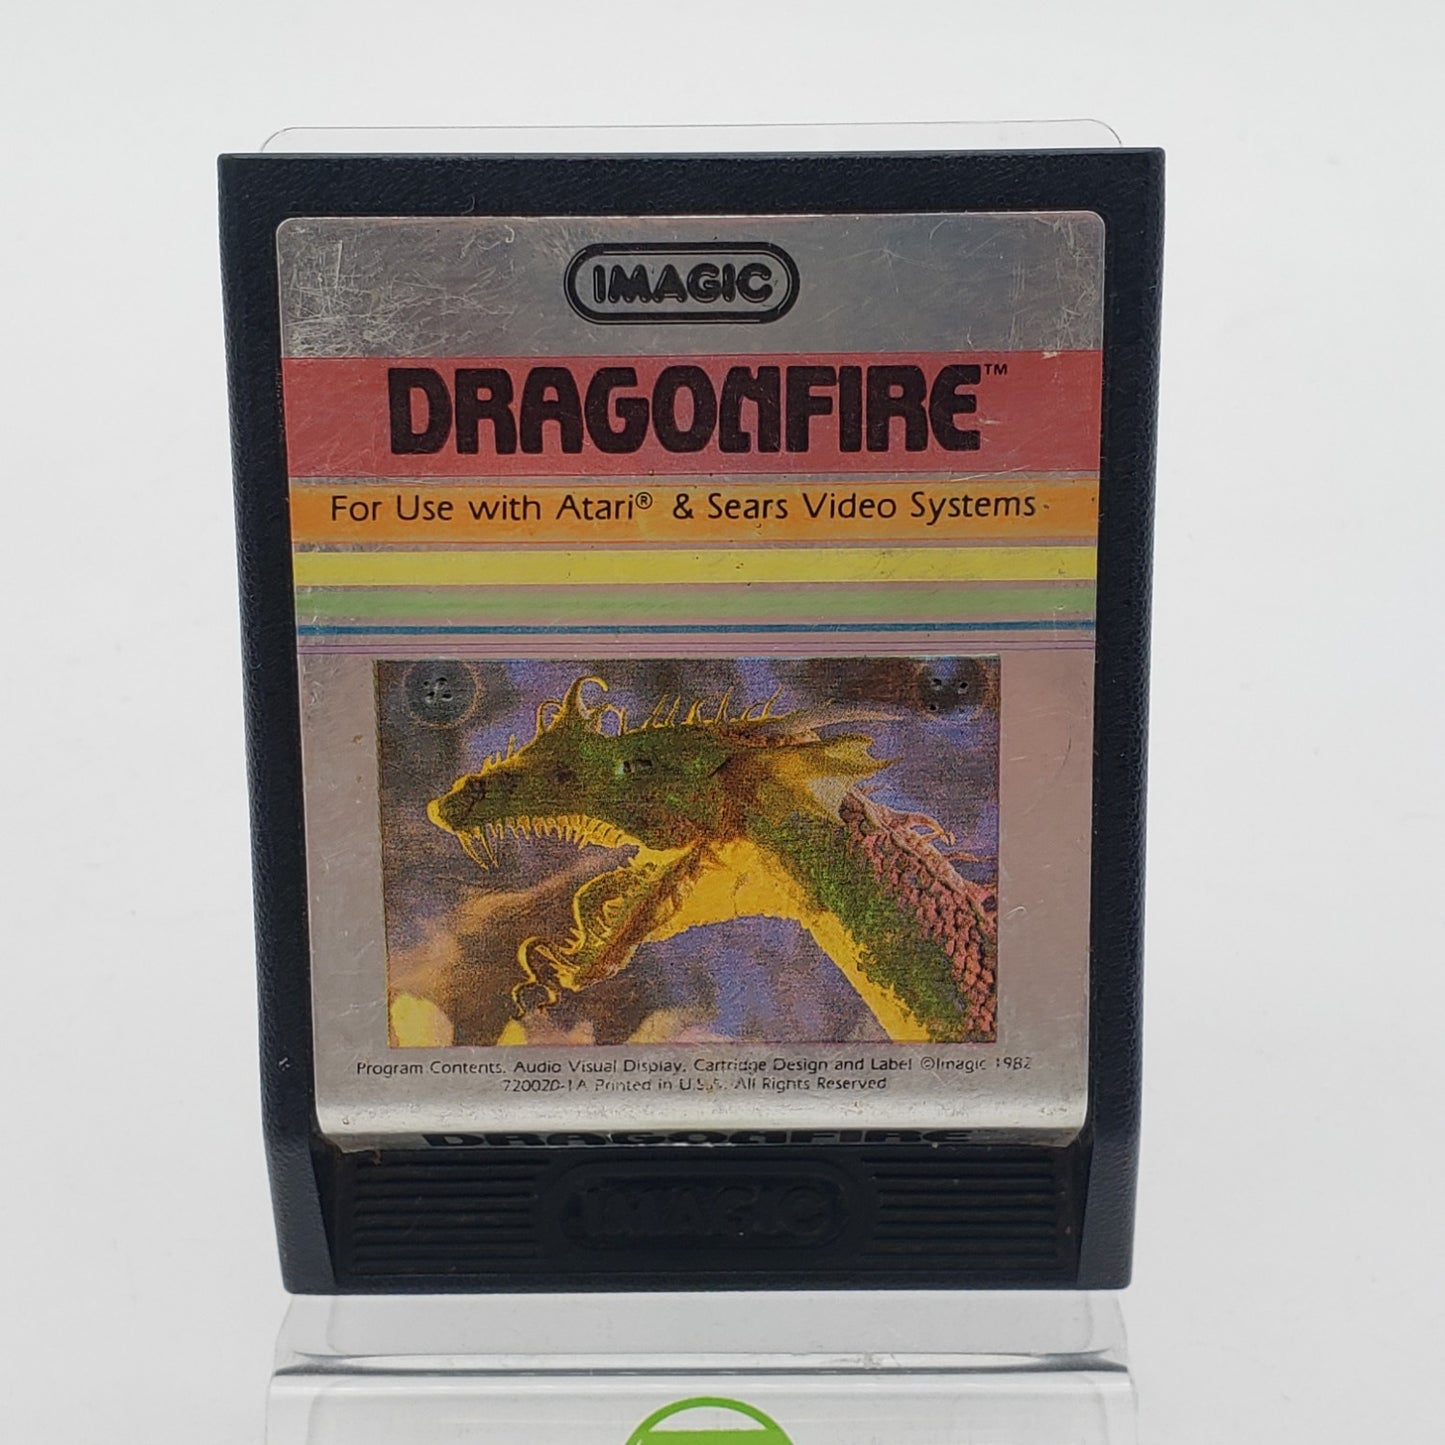 IMAGIC
DRAGONFIRE™
For Use with Atari® & Sears Video Systems
Program Contents, Audio Visual Display, Cartridge Design and Label ©Imagic 1982
720020-1A Printed in U.S.A. All Rights Reserved
DRAGONFIRE
IMAGIC